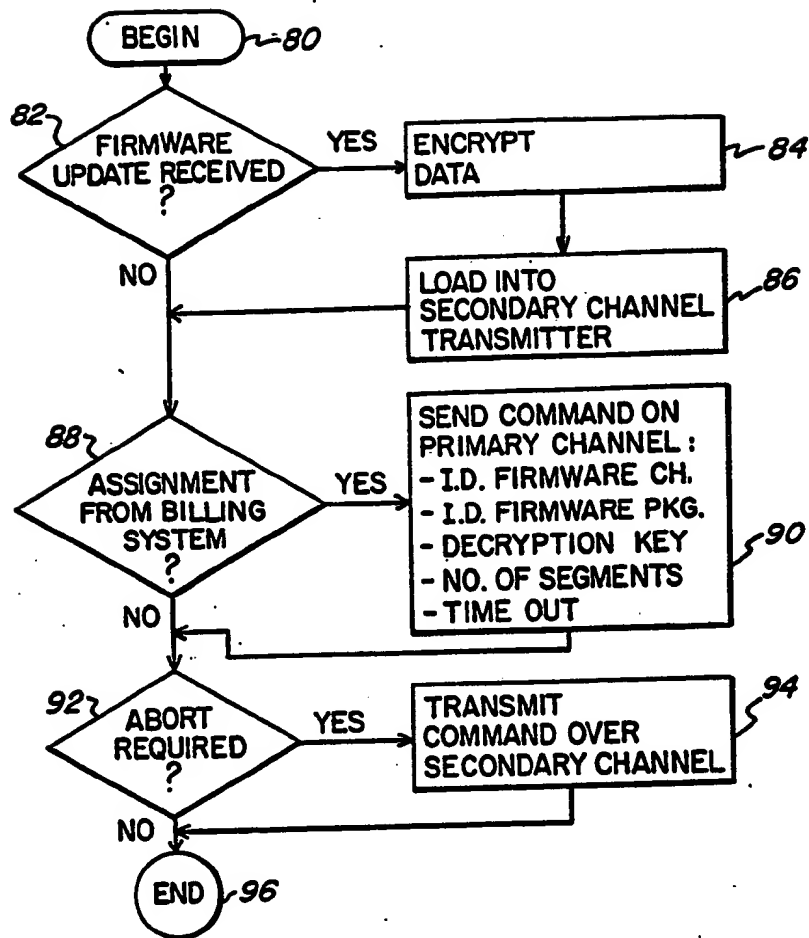 BEGIN
80
82
FIRMWARE
UPDATE RECEIVED
?
YES
ENCRYPT
DATA
84
NO
LOAD INTO
SECONDARY CHANNEL
TRANSMITTER
86
88
ASSIGNMENT
FROM BILLING
SYSTEM
?
YES
SEND COMMAND ON
PRIMARY CHANNEL :
- I.D. FIRMWARE CH.
- I.D. FIRMWARE PKG.
- DECRYPTION KEY
- NO. OF SEGMENTS
- TIME OUT
90
NO
92
ABORT
REQUIRED
?
YES
TRANSMIT
COMMAND OVER
SECONDARY CHANNEL
94
NO
END
96